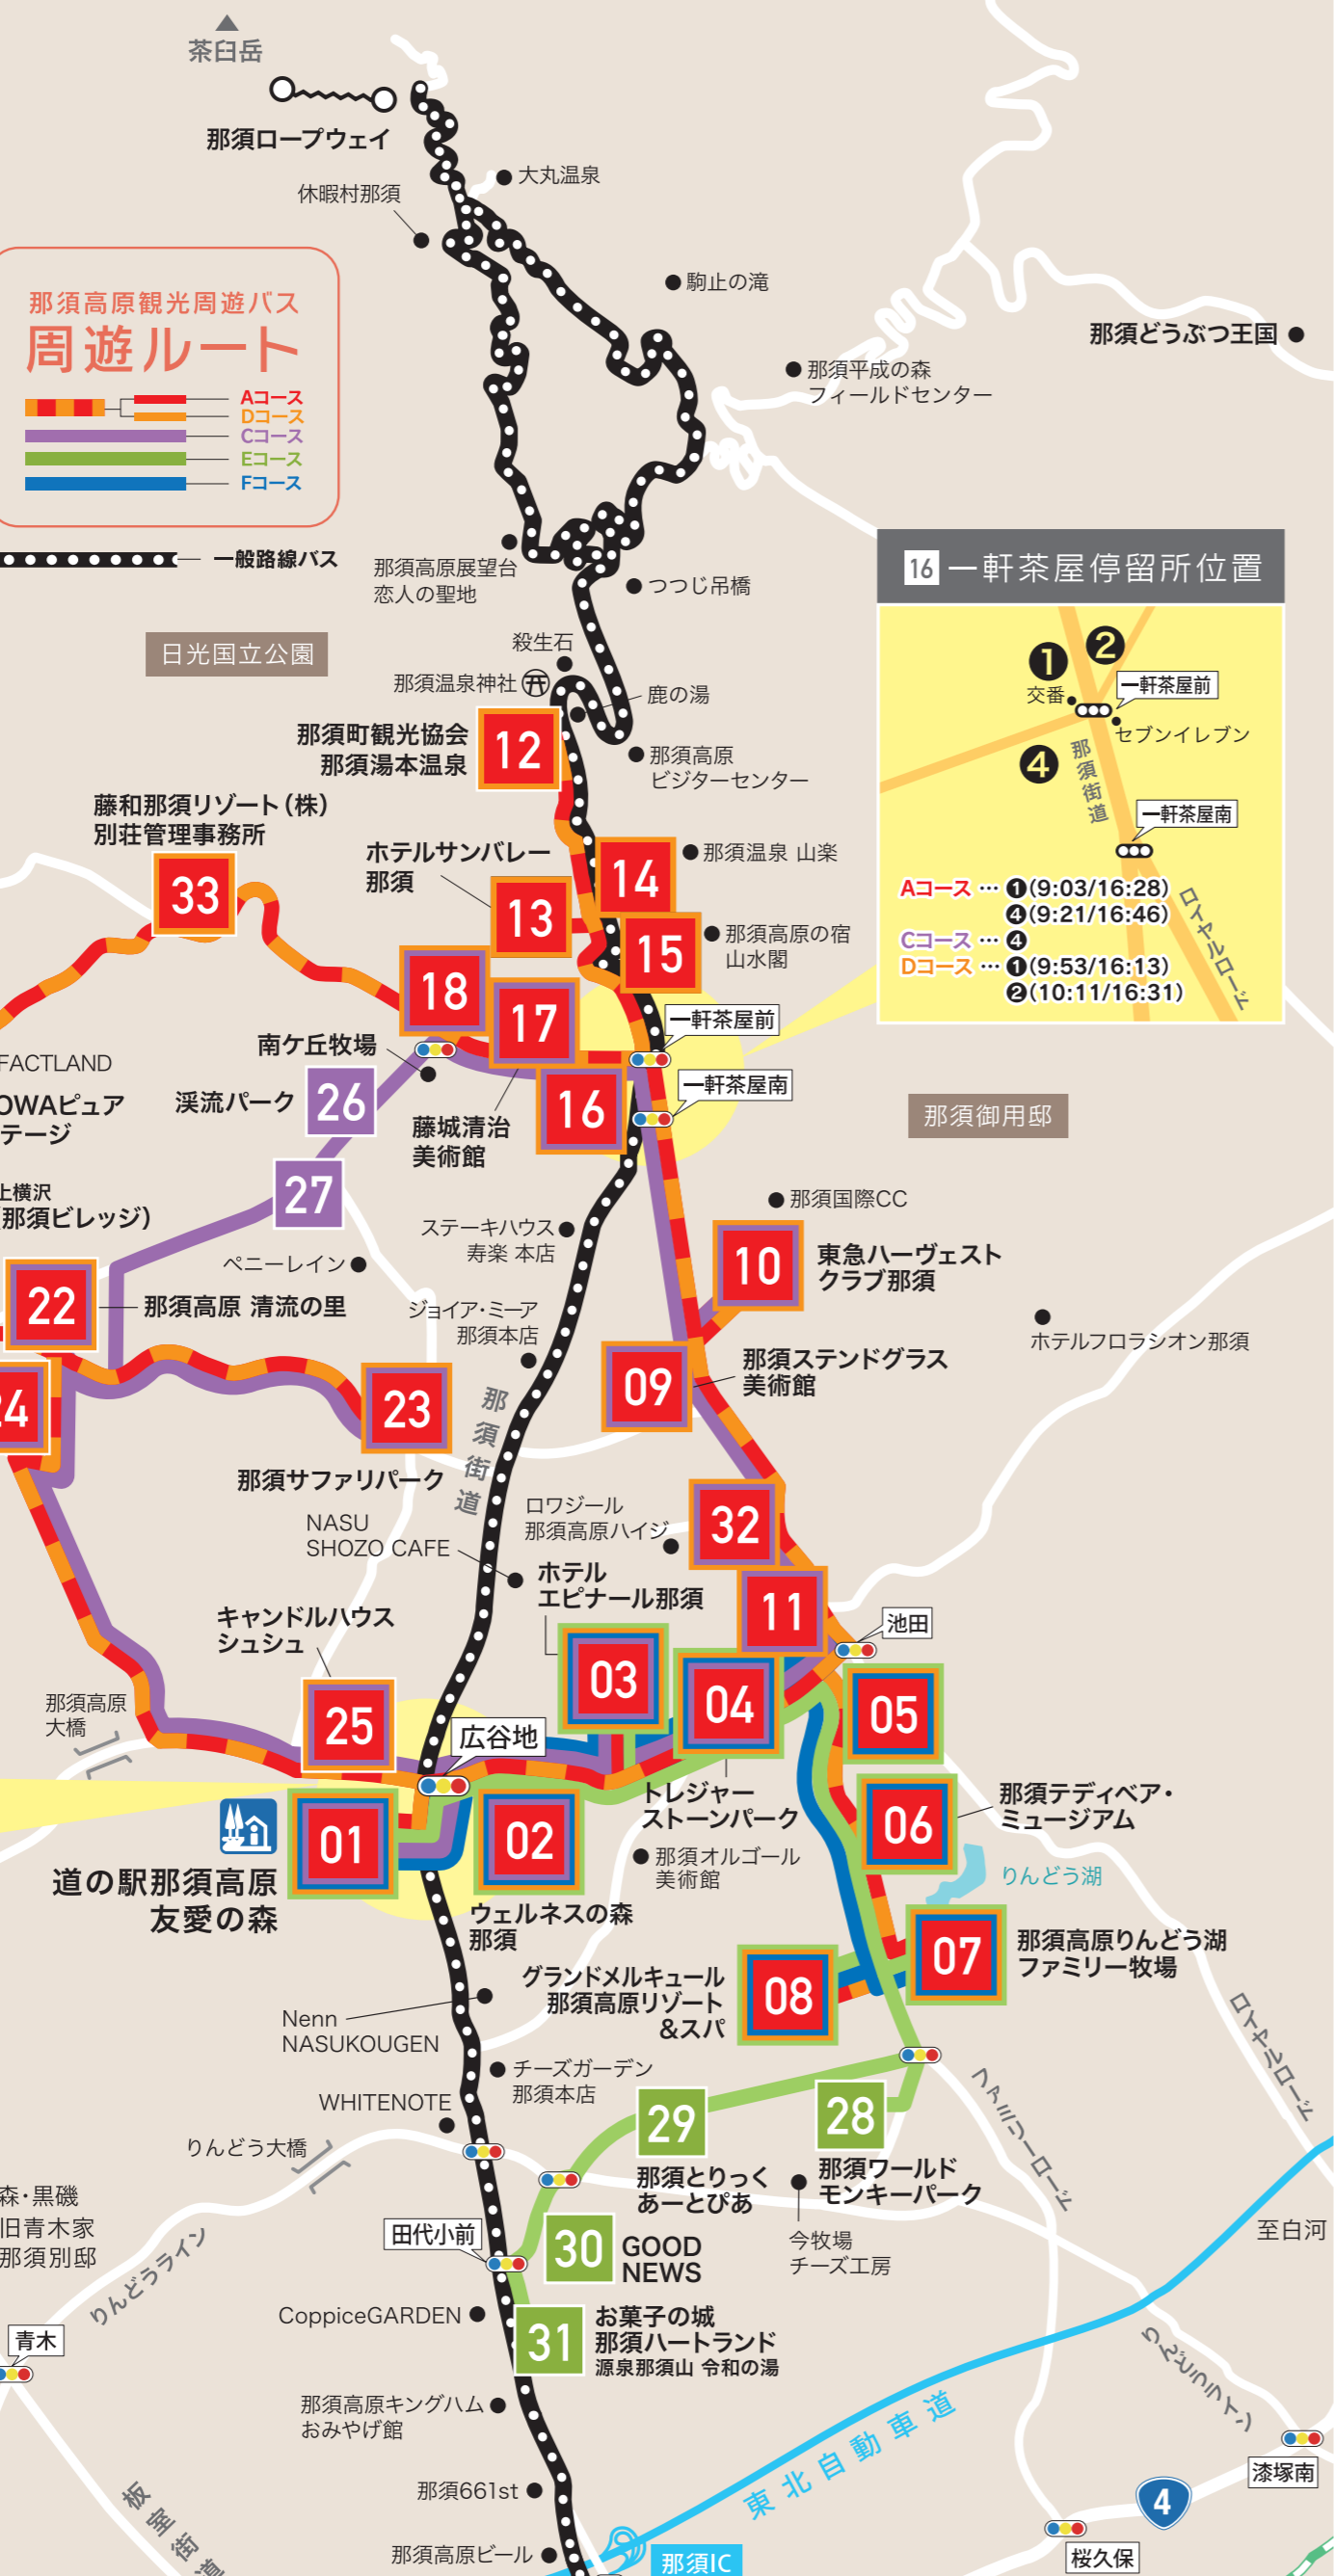 茶臼岳
那須ロープウェイ
大丸温泉
休暇村那須
駒止の滝
那須どうぶつ王国
那須平成の森
フィールドセンター
那須高原観光周遊バス
周遊ルート
Aコース
Dコース
Cコース
Eコース
Fコース
一般路線バス
那須高原展望台
恋人の聖地
つつじ吊橋
日光国立公園
殺生石
那須温泉神社
鹿の湯
12
那須町観光協会
那須湯本温泉
那須高原
ビジターセンター
16 一軒茶屋停留所位置
❶
❷
交番
一軒茶屋前
セブンイレブン
❹
那須街道
一軒茶屋南
ロイヤルロード
Aコース … ❶(9:03/16:28)
❹(9:21/16:46)
Cコース … ❹
Dコース … ❶(9:53/16:13)
❷(10:11/16:31)
藤和那須リゾート(株)
別荘管理事務所
33
ホテルサンバレー
那須
13
14
那須温泉 山楽
15
那須高原の宿
山水閣
18
17
16
一軒茶屋前
一軒茶屋南
南ケ丘牧場
FACTLAND
OWAピュア
テージ
渓流パーク
26
藤城清治
美術館
那須御用邸
上横沢
(那須ビレッジ)
27
那須国際CC
ステーキハウス
寿楽 本店
10
東急ハーヴェスト
クラブ那須
ペニーレイン
22
那須高原 清流の里
ジョイア・ミーア
那須本店
ホテルフロラシオン那須
24
23
那須サファリパーク
那須街道
09
那須ステンドグラス
美術館
NASU
SHOZO CAFE
ロワジール
那須高原ハイジ
32
ホテル
エピナール那須
11
池田
キャンドルハウス
シュシュ
03
04
05
那須高原
大橋
25
広谷地
トレジャー
ストーンパーク
06
那須テディベア・
ミュージアム
01
道の駅那須高原
友愛の森
02
ウェルネスの森
那須
那須オルゴール
美術館
りんどう湖
07
那須高原りんどう湖
ファミリー牧場
08
グランドメルキュール
那須高原リゾート
&スパ
Nenn
NASUKOUGEN
チーズガーデン
那須本店
WHITENOTE
りんどう大橋
29
那須とりっく
あーとぴあ
28
那須ワールド
モンキーパーク
ファミリーロード
ロイヤルロード
森・黒磯
旧青木家
那須別邸
りんどうライン
田代小前
30
GOOD
NEWS
今牧場
チーズ工房
至白河
CoppiceGARDEN
31
お菓子の城
那須ハートランド
源泉那須山 令和の湯
青木
りんどうライン
那須高原キングハム
おみやげ館
東北自動車道
漆塚南
那須661st
板室街道
4
那須高原ビール
那須IC
桜久保